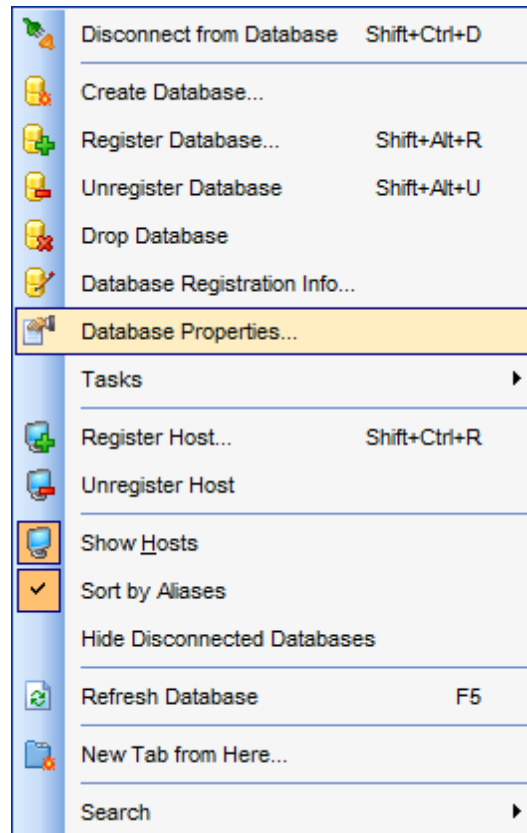 Disconnect from Database Shift+Ctrl+D
Create Database...
Register Database... Shift+Alt+R
Unregister Database Shift+Alt+U
Drop Database
Database Registration Info...
Database Properties...
Tasks
Register Host... Shift+Ctrl+R
Unregister Host
Show Hosts
Sort by Aliases
Hide Disconnected Databases
Refresh Database F5
New Tab from Here...
Search